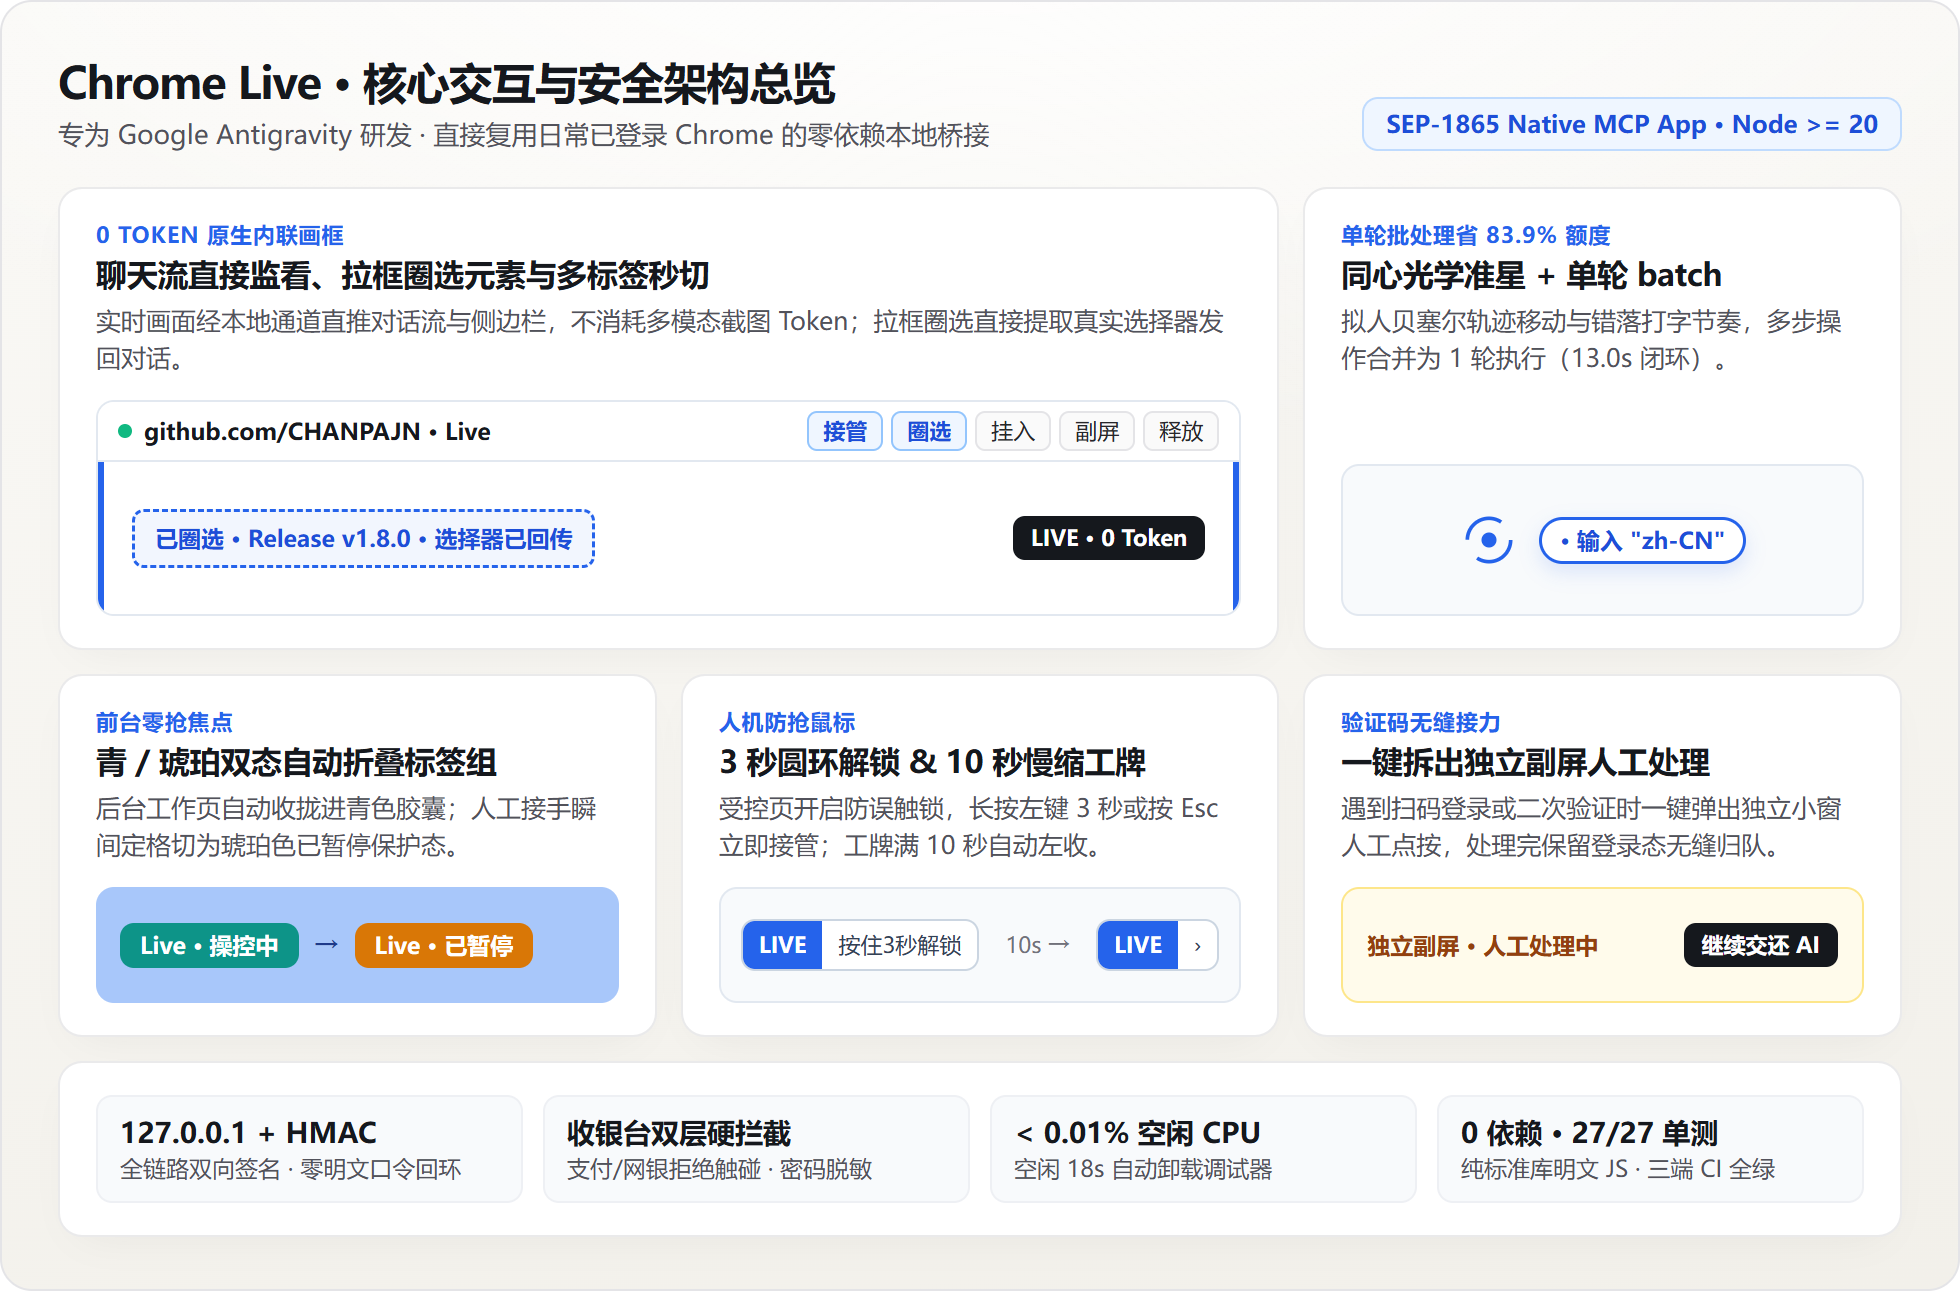 Chrome Live • 核心交互与安全架构总览
专为 Google Antigravity 研发 · 直接复用日常已登录 Chrome 的零依赖本地桥接
SEP-1865 Native MCP App • Node >= 20
0 TOKEN 原生内联画框
聊天流直接监看、拉框圈选元素与多标签秒切
实时画面经本地通道直推对话流与侧边栏，不消耗多模态截图 Token；拉框圈选直接提取真实选择器发
回对话。
github.com/CHANPAJN • Live
接管
圈选
挂入
副屏
释放
已圈选 • Release v1.8.0 • 选择器已回传
LIVE • 0 Token
单轮批处理省 83.9% 额度
同心光学准星 + 单轮 batch
拟人贝塞尔轨迹移动与错落打字节奏，多步操
作合并为 1 轮执行（13.0s 闭环）。
• 输入 "zh-CN"
前台零抢焦点
青 / 琥珀双态自动折叠标签组
后台工作页自动收拢进青色胶囊；人工接手瞬
间定格切为琥珀色已暂停保护态。
Live • 操控中
→
Live • 已暂停
人机防抢鼠标
3 秒圆环解锁 & 10 秒慢缩工牌
受控页开启防误触锁，长按左键 3 秒或按 Esc
立即接管；工牌满 10 秒自动左收。
LIVE 按住3秒解锁
10s →
LIVE ›
验证码无缝接力
一键拆出独立副屏人工处理
遇到扫码登录或二次验证时一键弹出独立小窗
人工点按，处理完保留登录态无缝归队。
独立副屏 • 人工处理中
继续交还 AI
127.0.0.1 + HMAC
全链路双向签名 · 零明文口令回环
收银台双层硬拦截
支付/网银拒绝触碰 · 密码脱敏
< 0.01% 空闲 CPU
空闲 18s 自动卸载调试器
0 依赖 • 27/27 单测
纯标准库明文 JS · 三端 CI 全绿